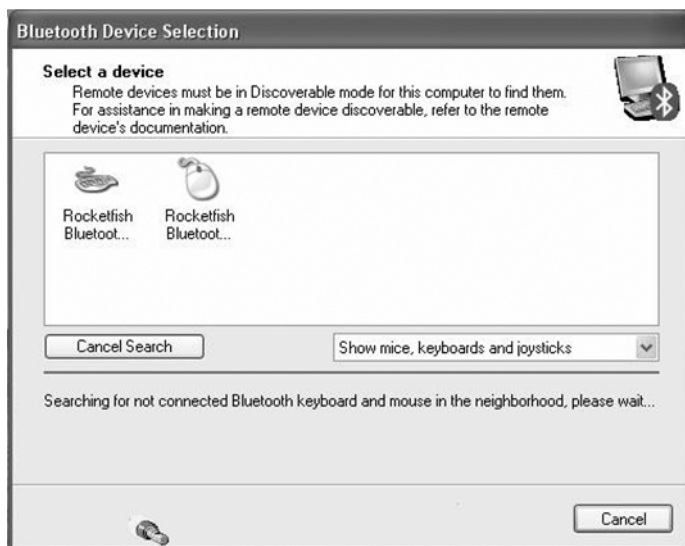 Bluetooth Device Selection
Select a device
Remote devices must be in Discoverable mode for this computer to find them.
For assistance in making a remote device discoverable, refer to the remote
device's documentation.
Rocketfish
Bluetoot...
Rocketfish
Bluetoot...
Cancel Search
Show mice, keyboards and joysticks
Searching for not connected Bluetooth keyboard and mouse in the neighborhood, please wait...
Cancel